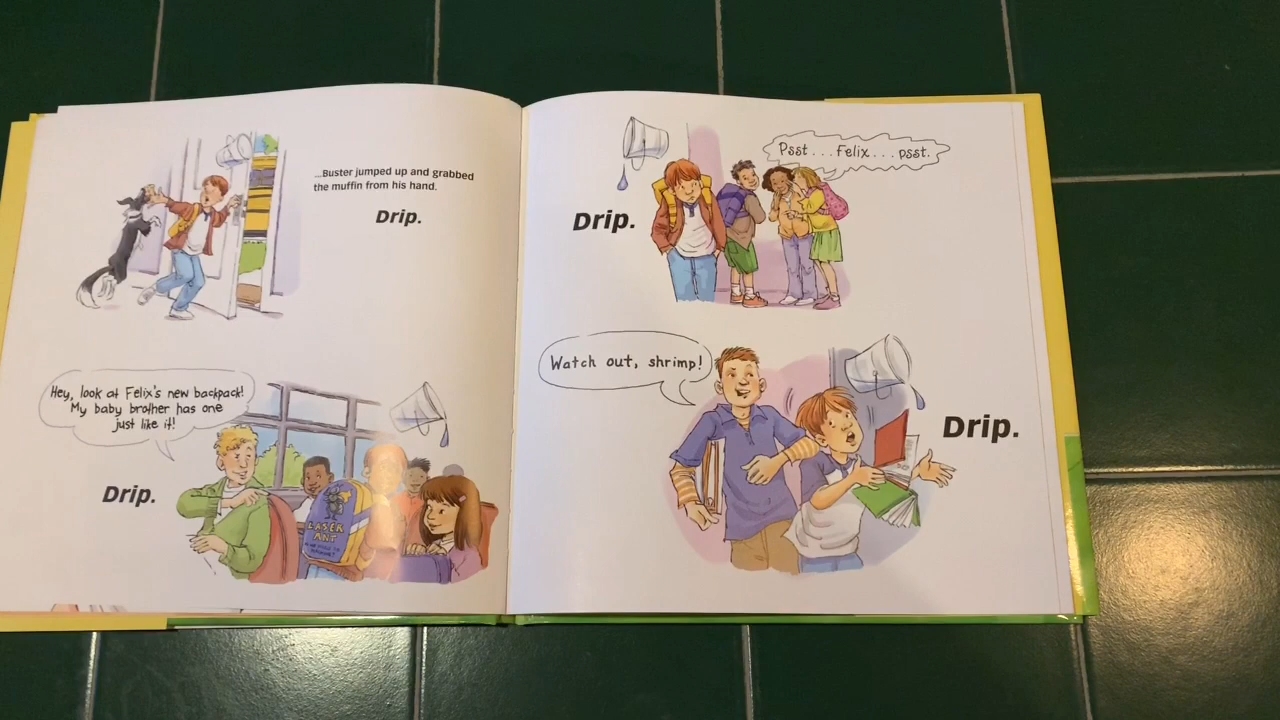 ...Buster jumped up and grabbed
the muffin from his hand.
Drip.
Hey, look at Felix's new backpack!
My baby brother has one
just like it!
Drip.
LASER
ANT
Psst...Felix...psst.
Drip.
Watch out, shrimp!
Drip.